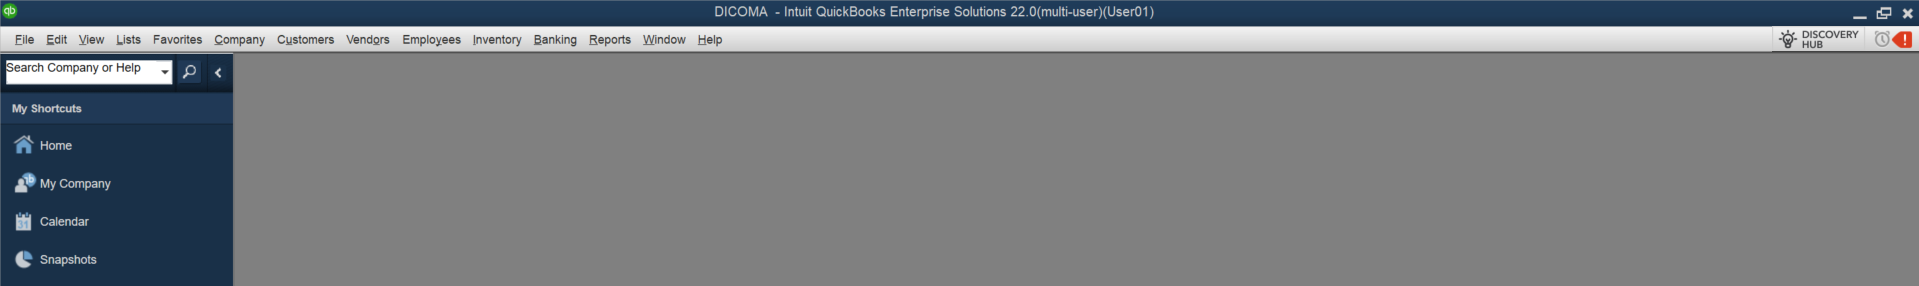 DICOMA - Intuit QuickBooks Enterprise Solutions 22.0(multi-user)(User01)
File Edit View Lists Favorites Company Customers Vendors Employees Inventory Banking Reports Window Help
DISCOVERY
HUB
Search Company or Help
My Shortcuts
Home
My Company
Calendar
Snapshots